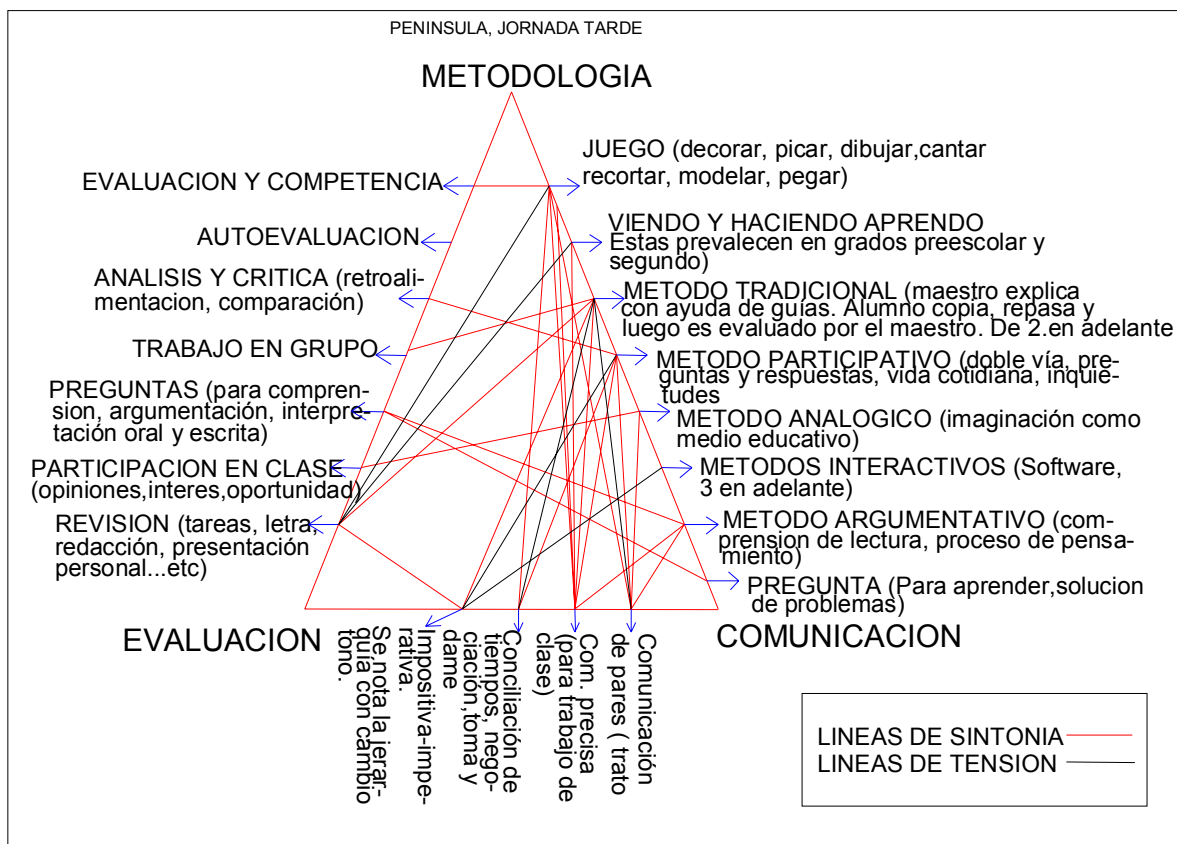 PENINSULA, JORNADA TARDE
METODOLOGIA
EVALUACION Y COMPETENCIA
AUTOEVALUACION
ANALISIS Y CRITICA (retroali-
mentacion, comparación)
TRABAJO EN GRUPO
PREGUNTAS (para compren-
sion, argumentación, interpre-
tación oral y escrita)
PARTICIPACION EN CLASE
(opiniones,interes,oportunidad)
REVISION (tareas, letra,
redacción, presentación
personal...etc)
JUEGO (decorar, picar, dibujar,cantar
recortar, modelar, pegar)
VIENDO Y HACIENDO APRENDO
Estas prevalecen en grados preescolar y
segundo)
METODO TRADICIONAL (maestro explica
con ayuda de guías. Alumno copia, repasa y
luego es evaluado por el maestro. De 2.en adelante
METODO PARTICIPATIVO (doble vía, pre-
guntas y respuestas, vida cotidiana, inquie-
tudes
METODO ANALOGICO (imaginación como
medio educativo)
METODOS INTERACTIVOS (Software,
3 en adelante)
METODO ARGUMENTATIVO (com-
prension de lectura, proceso de pensa-
miento)
PREGUNTA (Para aprender,solucion
de problemas)
EVALUACION
COMUNICACION
Impositiva-impe-
rativa.
Se nota la jerar-
quía con cambio
tono.
Conciliación de
tiempos, nego-
ciación,toma y
dame
Com. precisa
(para trabajo de
clase)
Comunicación
de pares ( trato
LINEAS DE SINTONIA
LINEAS DE TENSION